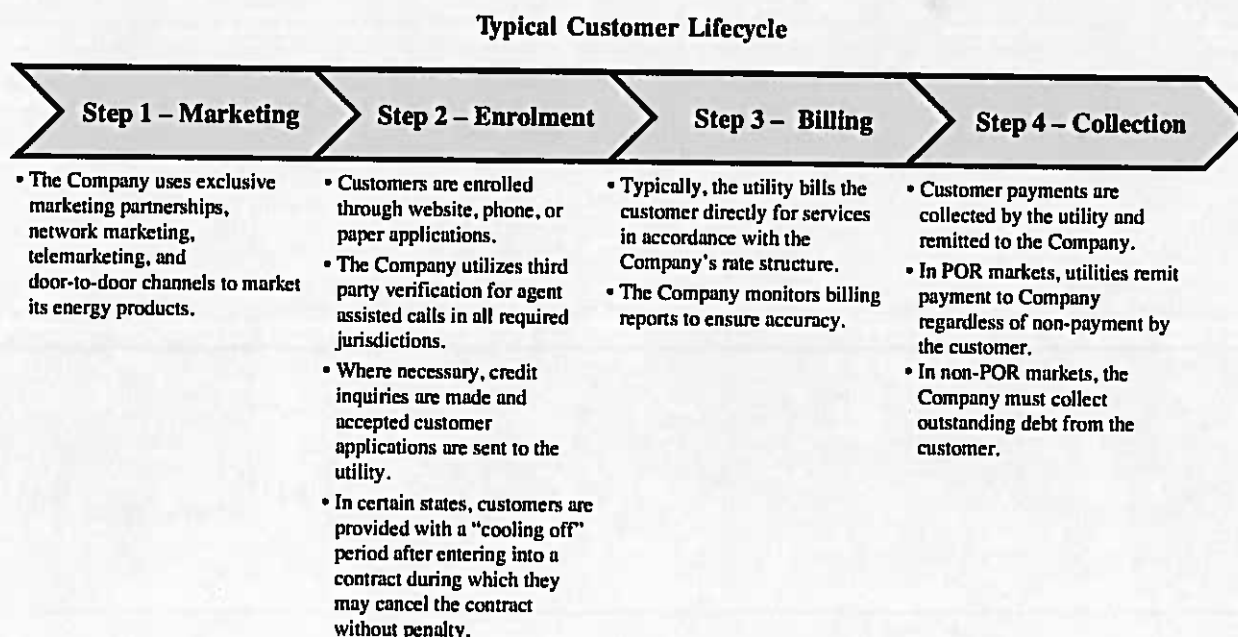 Typical Customer Lifecycle
Step 1 – Marketing
Step 2 – Enrolment
Step 3 – Billing
Step 4 – Collection
• The Company uses exclusive
marketing partnerships,
network marketing,
telemarketing, and
door-to-door channels to market
its energy products.
• Customers are enrolled
through website, phone, or
paper applications.
• The Company utilizes third
party verification for agent
assisted calls in all required
jurisdictions.
• Where necessary, credit
inquiries are made and
accepted customer
applications are sent to the
utility.
• In certain states, customers are
provided with a "cooling off"
period after entering into a
contract during which they
may cancel the contract
without penalty.
• Typically, the utility bills the
customer directly for services
in accordance with the
Company's rate structure.
• The Company monitors billing
reports to ensure accuracy.
• Customer payments are
collected by the utility and
remitted to the Company.
• In POR markets, utilities remit
payment to Company
regardless of non-payment by
the customer.
• In non-POR markets, the
Company must collect
outstanding debt from the
customer.